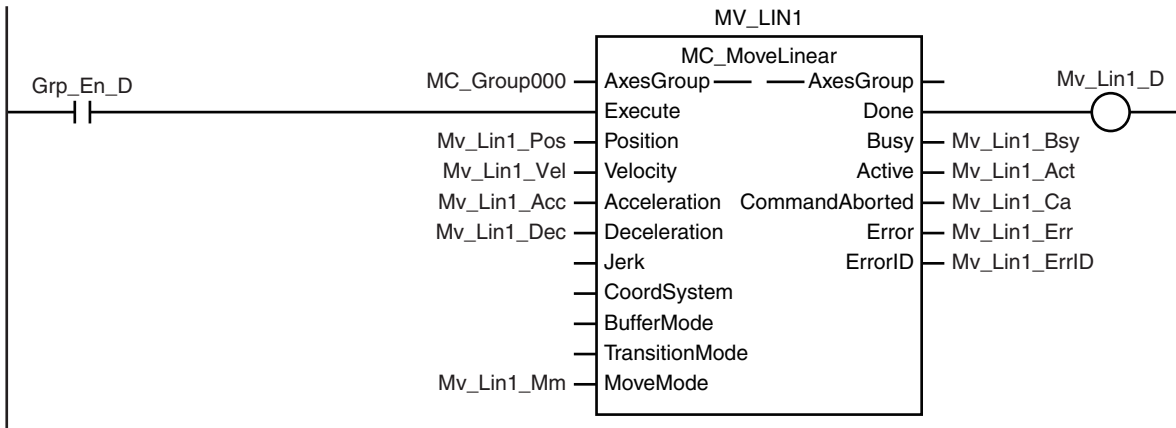 MV_LIN1
MC_MoveLinear
Grp_En_D
MC_Group000 AxesGroup AxesGroup Mv_Lin1_D
Execute Done
Mv_Lin1_Pos Position Busy Mv_Lin1_Bsy
Mv_Lin1_Vel Velocity Active Mv_Lin1_Act
Mv_Lin1_Acc Acceleration CommandAborted Mv_Lin1_Ca
Mv_Lin1_Dec Deceleration Error Mv_Lin1_Err
Jerk ErrorID Mv_Lin1_ErrID
CoordSystem
BufferMode
TransitionMode
Mv_Lin1_Mm MoveMode